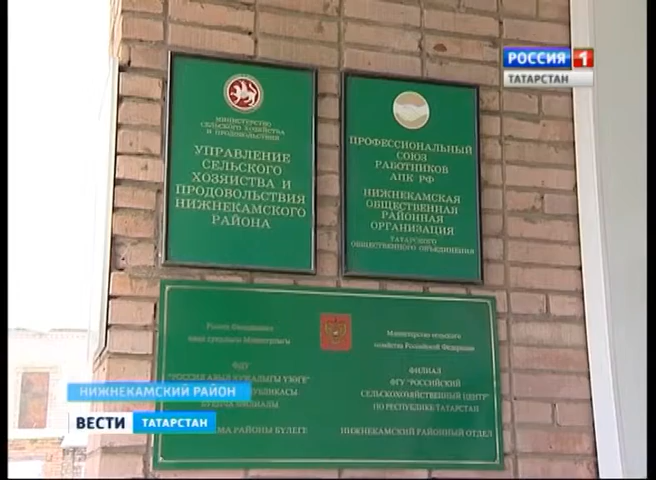 РОССИЯ 1
ТАТАРСТАН
МИНИСТЕРСТВО
СЕЛЬСКОГО ХОЗЯЙСТВА
И ПРОДОВОЛЬСТВИЯ
УПРАВЛЕНИЕ
СЕЛЬСКОГО
ХОЗЯЙСТВА И
ПРОДОВОЛЬСТВИЯ
НИЖНЕКАМСКОГО
РАЙОНА
ПРОФЕССИОНАЛЬНЫЙ
СОЮЗ
РАБОТНИКОВ
АПК РФ
НИЖНЕКАМСКАЯ
ОБЩЕСТВЕННАЯ
РАЙОННАЯ
ОРГАНИЗАЦИЯ
ТАТАРСКОГО
ОБЩЕСТВЕННОГО ОБЪЕДИНЕНИЯ
ФДУ
"РОССИЯ АВЫЛ ХУҖАЛЫГЫ ҮЗӘГЕ"
РАЙОНЫ БҮЛЕГЕ
Министерство сельского
хозяйства Российской Федерации
ФИЛИАЛ
ФГУ "РОССИЙСКИЙ
СЕЛЬСКОХОЗЯЙСТВЕННЫЙ ЦЕНТР"
ПО РЕСПУБЛИКЕ ТАТАРСТАН
НИЖНЕКАМСКИЙ РАЙОННЫЙ ОТДЕЛ
НИЖНЕКАМСКИЙ РАЙОН
ВЕСТИ ТАТАРСТАН